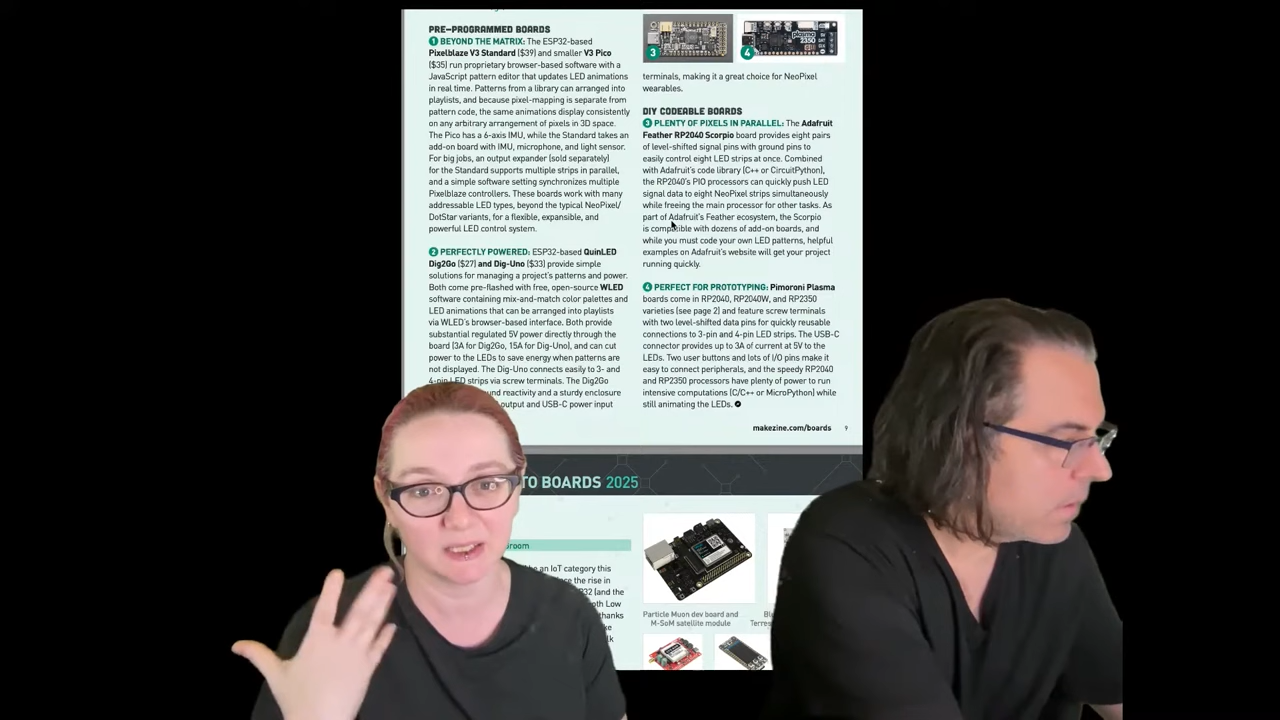 PRE-PROGRAMMED BOARDS
1 BEYOND THE MATRIX: The ESP32-based
Pixelblaze V3 Standard ($39) and smaller V3 Pico
($35) run proprietary browser-based software with a
JavaScript pattern editor that updates LED animations
in real time. Patterns from a library can arranged into
playlists, and because pixel-mapping is separate from
pattern code, the same animations display consistently
on any arbitrary arrangement of pixels in 3D space.
The Pico has a 6-axis IMU, while the Standard takes an
add-on board with IMU, microphone, and light sensor.
For big jobs, an output expander (sold separately)
for the Standard supports multiple strips in parallel,
and a simple software setting synchronizes multiple
Pixelblaze controllers. These boards work with many
addressable LED types, beyond the typical NeoPixel/
DotStar variants, for a flexible, expansible, and
powerful LED control system.
2 PERFECTLY POWERED: ESP32-based QuinLED
Dig2Go ($27) and Dig-Uno ($33) provide simple
solutions for managing a project's patterns and power.
Both come pre-flashed with free, open-source WLED
software containing mix-and-match color palettes and
LED animations that can be arranged into playlists
via WLED's browser-based interface. Both provide
substantial regulated 5V power directly through the
board (3A for Dig2Go, 15A for Dig-Uno), and can cut
power to the LEDs to save energy when patterns are
not displayed. The Dig-Uno connects easily to 3- and
4-pin LED strips via screw terminals. The Dig2Go
und reactivity and a sturdy enclosure
output and USB-C power input
3
4
plasma
2350
terminals, making it a great choice for NeoPixel
wearables.
DIY CODEABLE BOARDS
3 PLENTY OF PIXELS IN PARALLEL: The Adafruit
Feather RP2040 Scorpio board provides eight pairs
of level-shifted signal pins with ground pins to
easily control eight LED strips at once. Combined
with Adafruit's code library (C++ or CircuitPython),
the RP2040's PIO processors can quickly push LED
signal data to eight NeoPixel strips simultaneously
while freeing the main processor for other tasks. As
part of Adafruit's Feather ecosystem, the Scorpio
is compatible with dozens of add-on boards, and
while you must code your own LED patterns, helpful
examples on Adafruit's website will get your project
running quickly.
4 PERFECT FOR PROTOTYPING: Pimoroni Plasma
boards come in RP2040, RP2040W, and RP2350
varieties (see page 2) and feature screw terminals
with two level-shifted data pins for quickly reusable
connections to 3-pin and 4-pin LED strips. The USB-C
connector provides up to 3A of current at 5V to the
LEDs. Two user buttons and lots of I/O pins make it
easy to connect peripherals, and the speedy RP2040
and RP2350 processors have plenty of power to run
intensive computations (C/C++ or MicroPython) while
still animating the LEDs.
makezine.com/boards 9
TO BOARDS 2025
room
be an IoT category this
the rise in
(and the
Low
thanks
Particle Muon dev board and
M-SoM satellite module